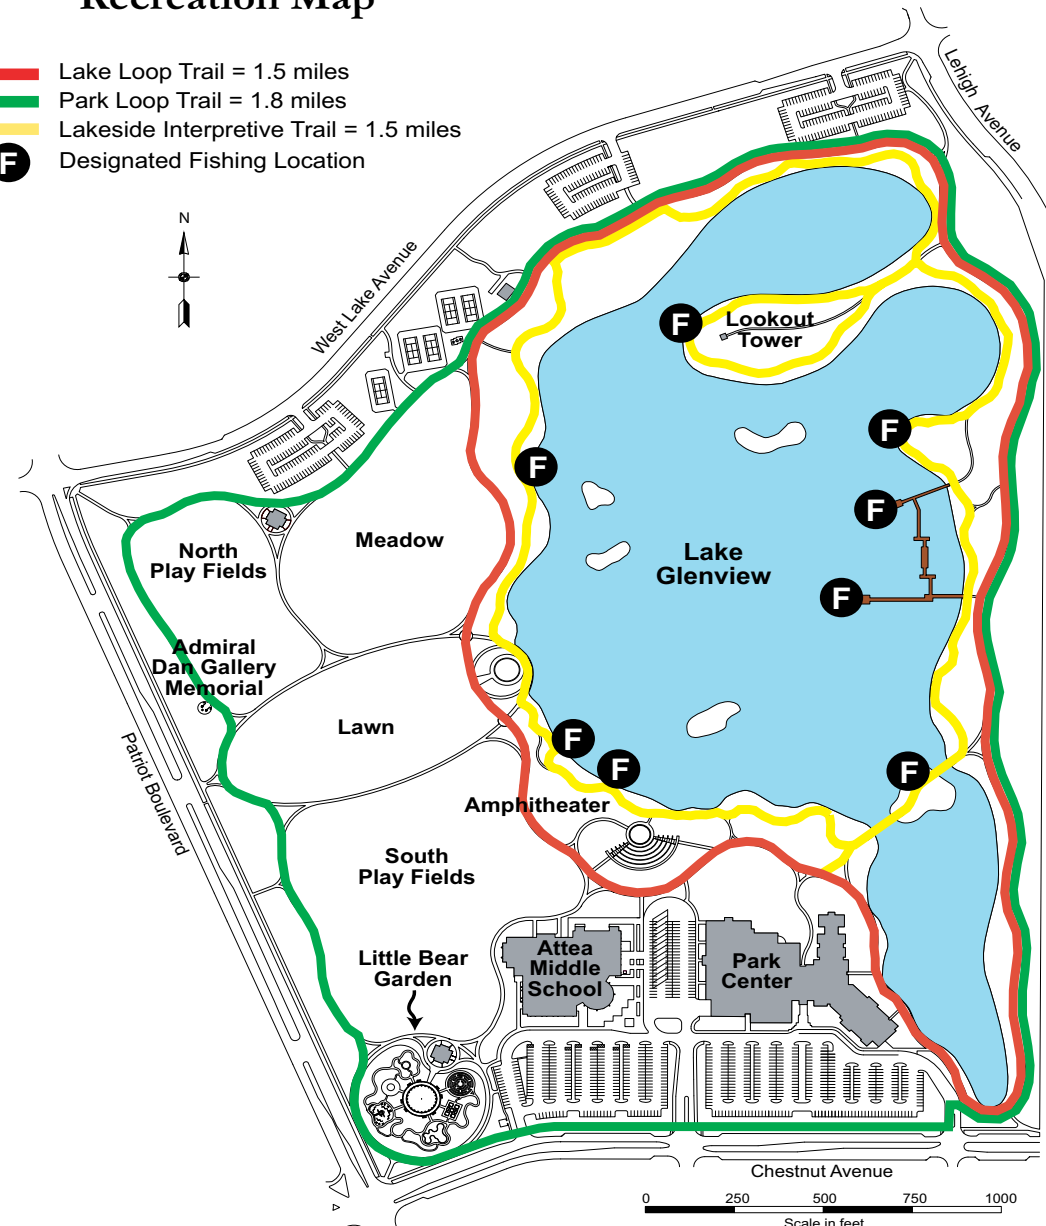 Recreation Map
Lake Loop Trail = 1.5 miles
Park Loop Trail = 1.8 miles
Lakeside Interpretive Trail = 1.5 miles
F
Designated Fishing Location
N
Lehigh Avenue
West Lake Avenue
F
Lookout
Tower
F
F
F
North
Play Fields
Meadow
Lake
Glenview
F
Admiral
Dan Gallery
Memorial
Lawn
F
F
F
Patriot Boulevard
Amphitheater
South
Play Fields
Little Bear
Garden
Attea
Middle
School
Park
Center
Chestnut Avenue
0 250 500 750 1000
Scale in feet